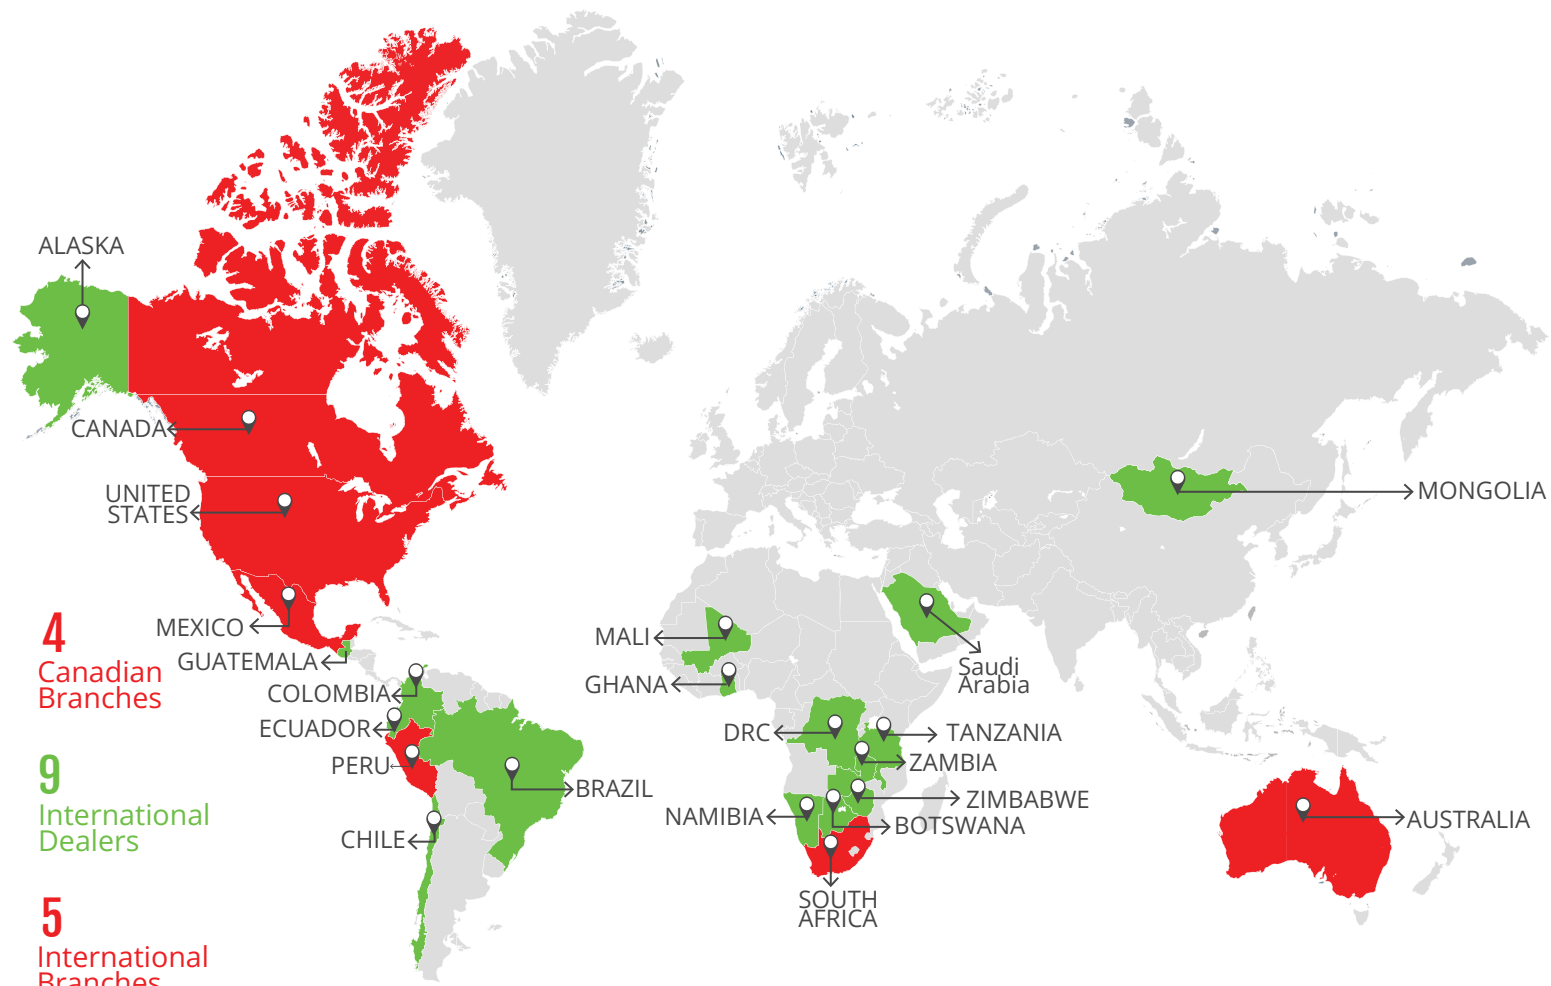 ALASKA
CANADA
UNITED
STATES
MEXICO
GUATEMALA
COLOMBIA
ECUADOR
PERU
BRAZIL
CHILE
MALI
GHANA
DRC
NAMIBIA
SOUTH
AFRICA
Saudi
Arabia
TANZANIA
ZAMBIA
ZIMBABWE
BOTSWANA
MONGOLIA
AUSTRALIA
4
Canadian
Branches
9
International
Dealers
5
International
Branches